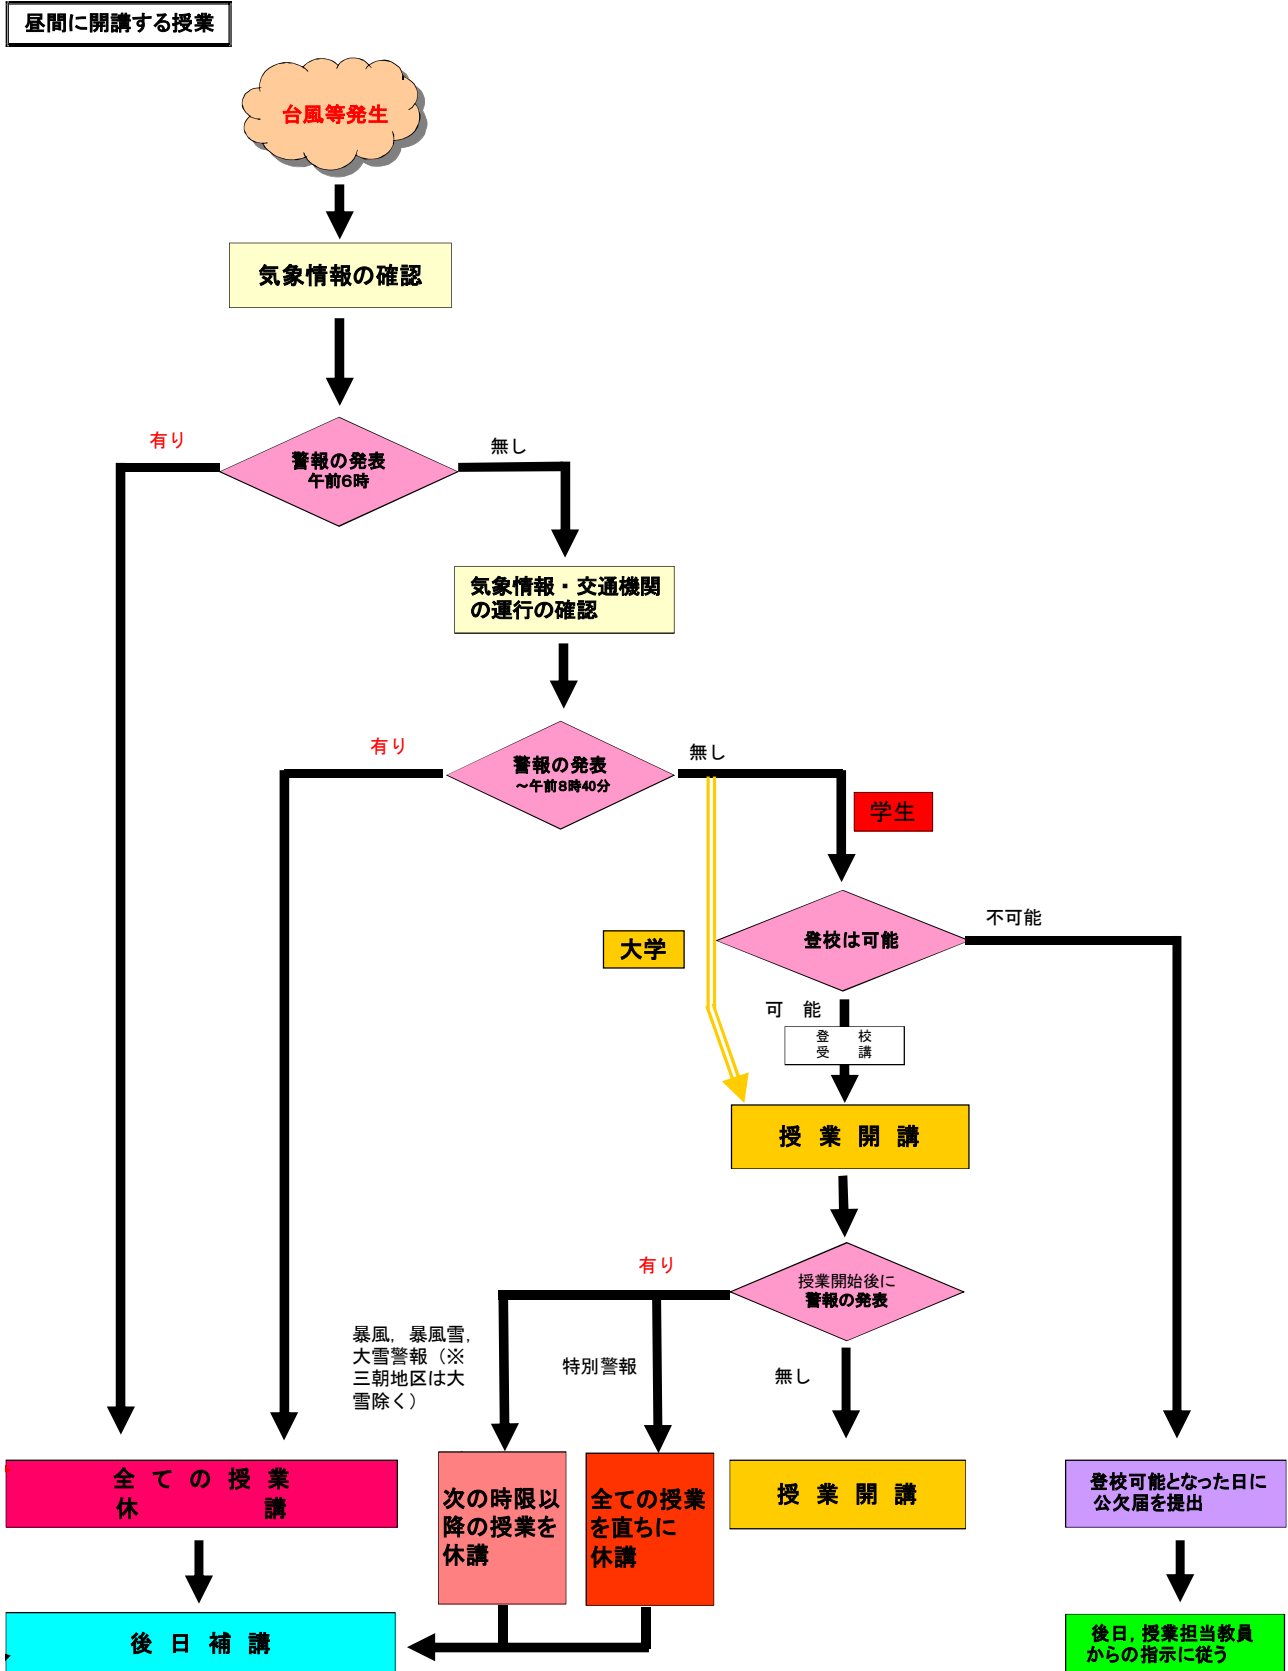 昼間に開講する授業
台風等発生
気象情報の確認
有り
無し
警報の発表
午前6時
気象情報・交通機関
の運行の確認
有り
無し
警報の発表
～午前8時40分
学生
大学
登校は可能
不可能
可　能
登　校
受　講
授 業 開 講
有り
授業開始後に
警報の発表
暴風，暴風雪，
大雪警報（※
三朝地区は大
雪除く）
特別警報
無し
全 て の 授 業
休　　　講
次の時限以
降の授業を
休講
全ての授業
を直ちに
休講
授 業 開 講
登校可能となった日に
公欠届を提出
後 日 補 講
後日，授業担当教員
からの指示に従う